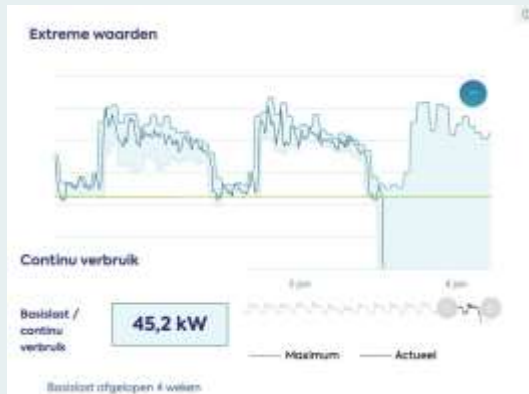 Extreme waarden
Continu verbruik
Basislast /
continu
verbruik
45,2 kW
Maximum
Actueel
Basislast afgelopen 4 weken